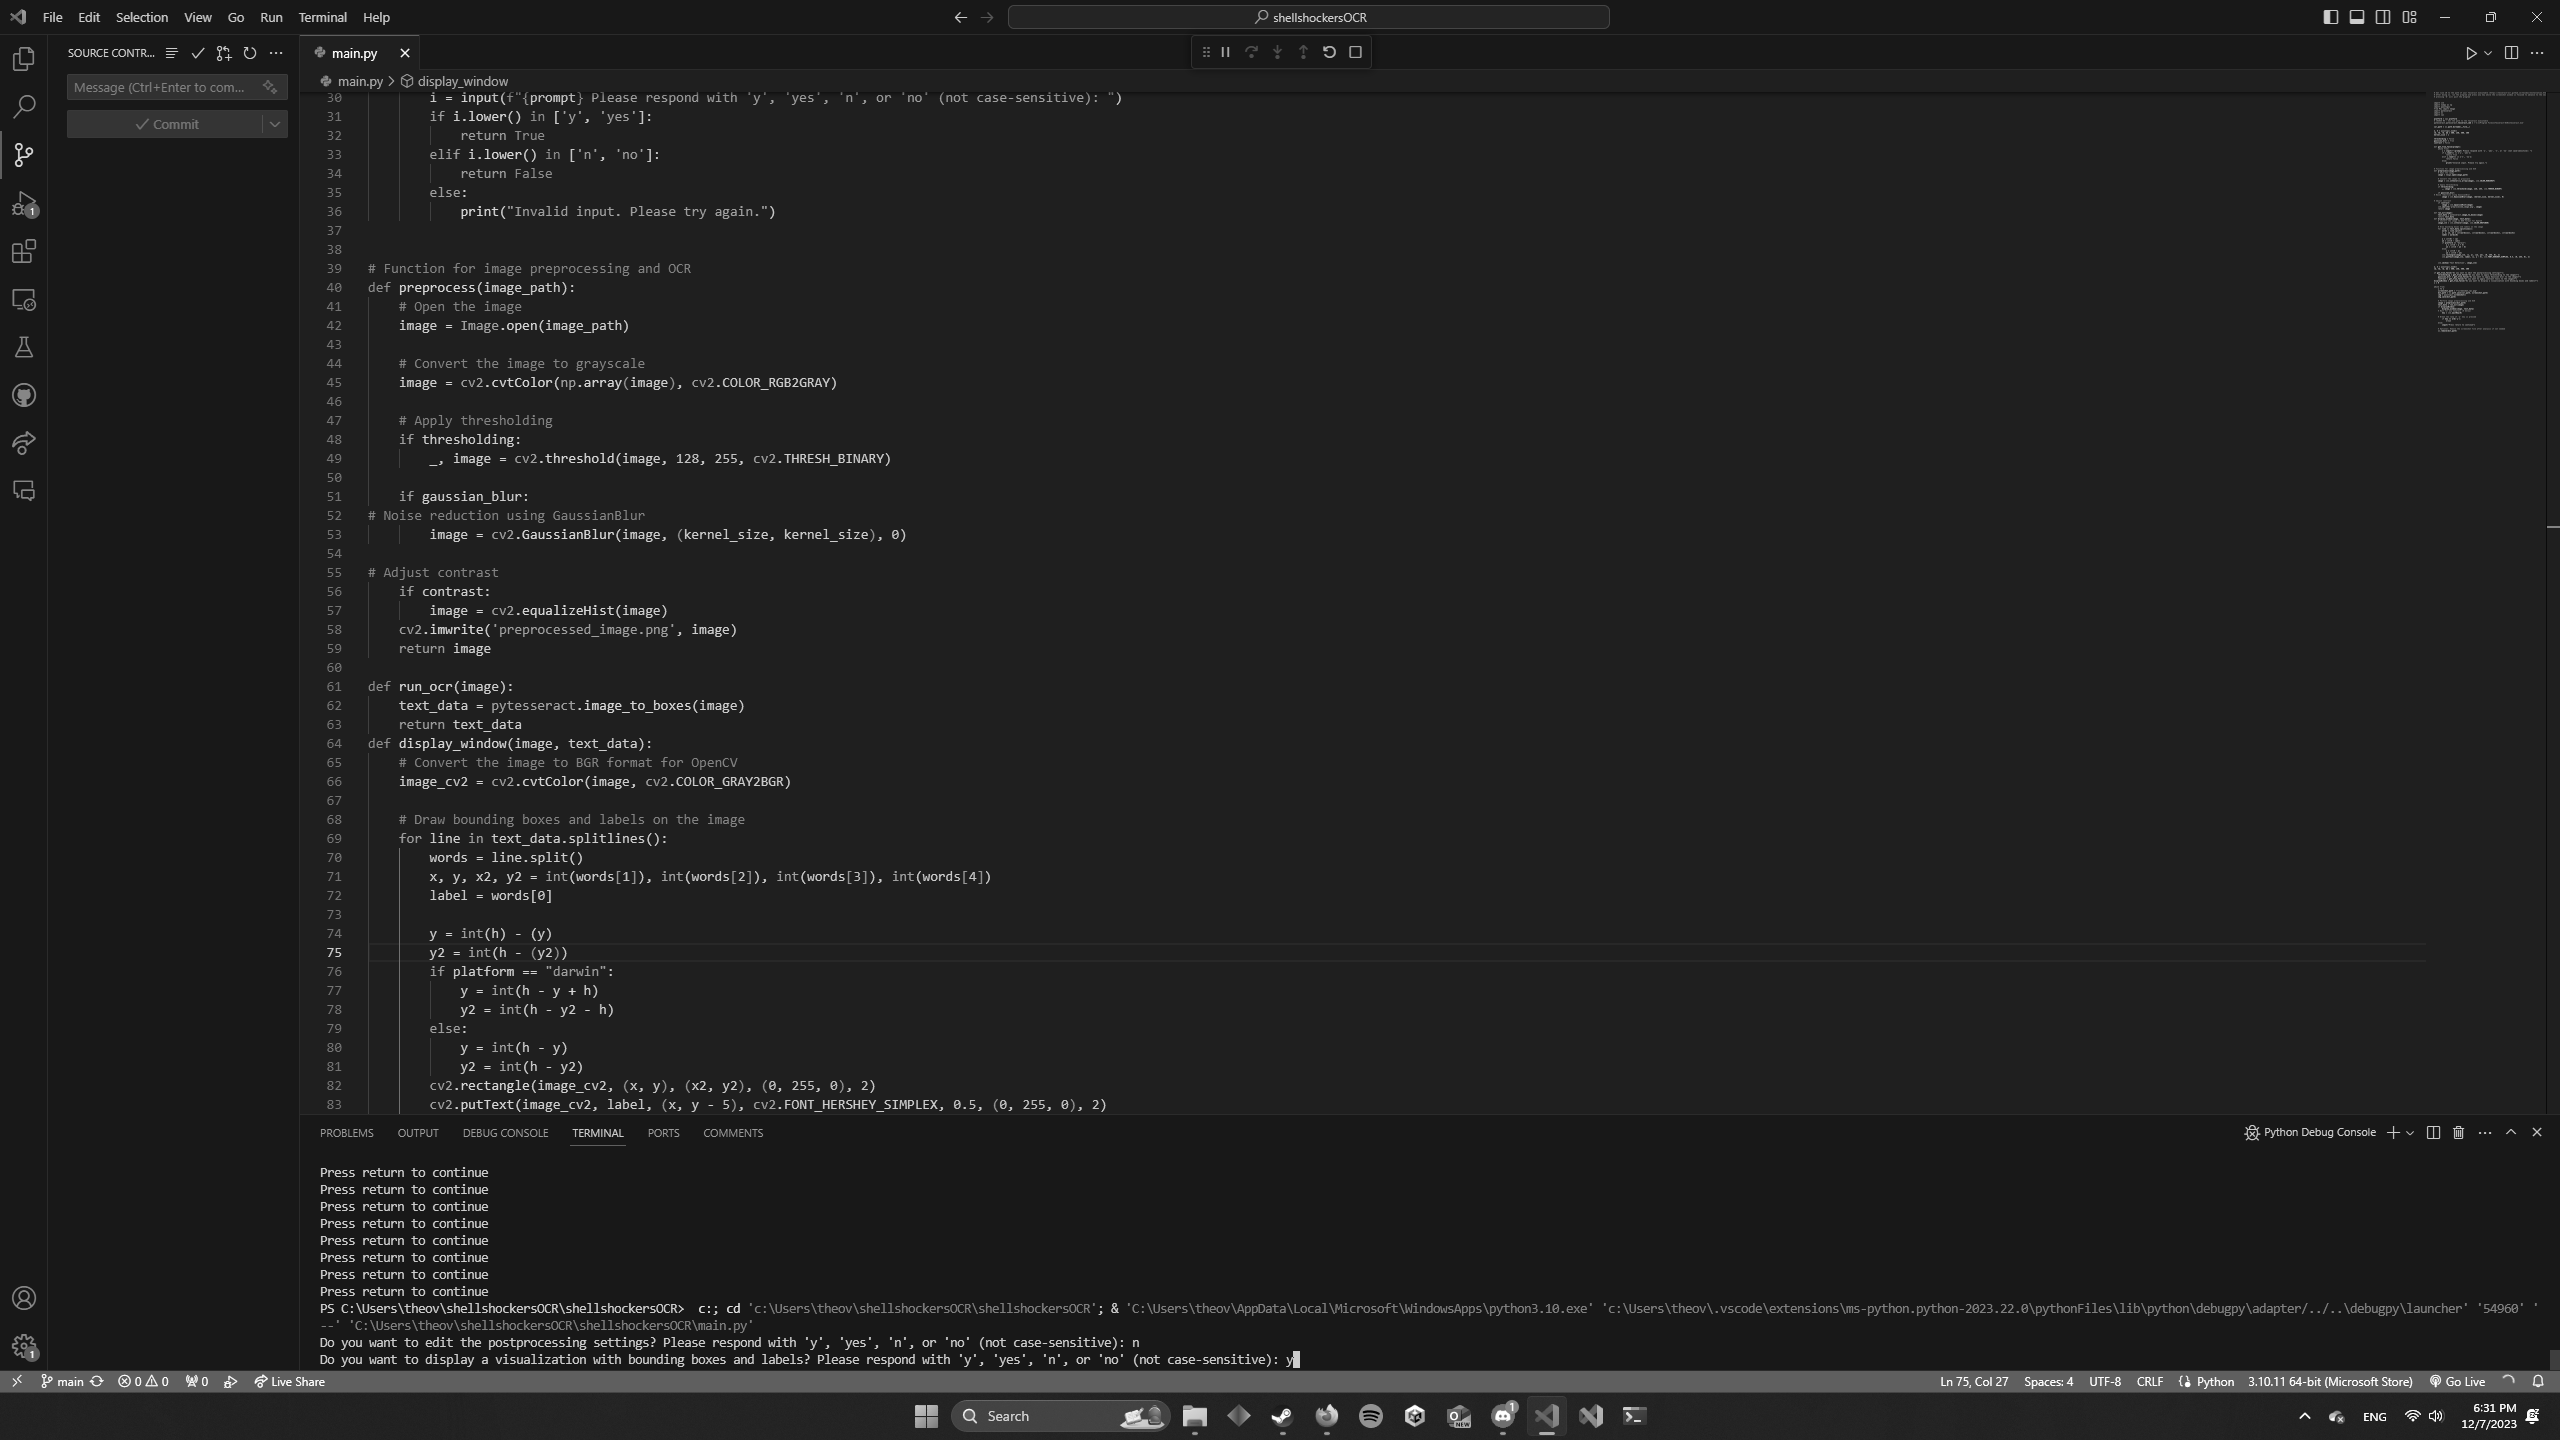 File Edit Selection View Go Run Terminal Help
shellshockersOCR
SOURCE CONTR...
Message (Ctrl+Enter to com...
Commit
main.py
main.py > display_window
30 i = input(f"{prompt} Please respond with 'y', 'yes', 'n', or 'no' (not case-sensitive): ")
31 if i.lower() in ['y', 'yes']:
32 return True
33 elif i.lower() in ['n', 'no']:
34 return False
35 else:
36 print("Invalid input. Please try again.")
37
38
39 # Function for image preprocessing and OCR
40 def preprocess(image_path):
41 # Open the image
42 image = Image.open(image_path)
43
44 # Convert the image to grayscale
45 image = cv2.cvtColor(np.array(image), cv2.COLOR_RGB2GRAY)
46
47 # Apply thresholding
48 if thresholding:
49 _, image = cv2.threshold(image, 128, 255, cv2.THRESH_BINARY)
50
51 if gaussian_blur:
52 # Noise reduction using GaussianBlur
53 image = cv2.GaussianBlur(image, (kernel_size, kernel_size), 0)
54
55 # Adjust contrast
56 if contrast:
57 image = cv2.equalizeHist(image)
58 cv2.imwrite('preprocessed_image.png', image)
59 return image
60
61 def run_ocr(image):
62 text_data = pytesseract.image_to_boxes(image)
63 return text_data
64 def display_window(image, text_data):
65 # Convert the image to BGR format for OpenCV
66 image_cv2 = cv2.cvtColor(image, cv2.COLOR_GRAY2BGR)
67
68 # Draw bounding boxes and labels on the image
69 for line in text_data.splitlines():
70 words = line.split()
71 x, y, x2, y2 = int(words[1]), int(words[2]), int(words[3]), int(words[4])
72 label = words[0]
73
74 y = int(h) - (y)
75 y2 = int(h - (y2))
76 if platform == "darwin":
77 y = int(h - y + h)
78 y2 = int(h - y2 - h)
79 else:
80 y = int(h - y)
81 y2 = int(h - y2)
82 cv2.rectangle(image_cv2, (x, y), (x2, y2), (0, 255, 0), 2)
83 cv2.putText(image_cv2, label, (x, y - 5), cv2.FONT_HERSHEY_SIMPLEX, 0.5, (0, 255, 0), 2)
PROBLEMS OUTPUT DEBUG CONSOLE TERMINAL PORTS COMMENTS
Python Debug Console
Press return to continue
Press return to continue
Press return to continue
Press return to continue
Press return to continue
Press return to continue
Press return to continue
Press return to continue
PS C:\Users\theov\shellshockersOCR\shellshockersOCR> c:; cd 'c:\Users\theov\shellshockersOCR\shellshockersOCR'; & 'C:\Users\theov\AppData\Local\Microsoft\WindowsApps\python3.10.exe' 'c:\Users\theov\.vscode\extensions\ms-python.python-2023.22.0\pythonFiles\lib\python\debugpy\adapter/../..\debugpy\launcher' '54960' '
--' 'C:\Users\theov\shellshockersOCR\shellshockersOCR\main.py'
Do you want to edit the postprocessing settings? Please respond with 'y', 'yes', 'n', or 'no' (not case-sensitive): n
Do you want to display a visualization with bounding boxes and labels? Please respond with 'y', 'yes', 'n', or 'no' (not case-sensitive): y
main 0 0 0 Live Share
Ln 75, Col 27 Spaces: 4 UTF-8 CRLF Python 3.10.11 64-bit (Microsoft Store) Go Live
Search
ENG
6:31 PM
12/7/2023